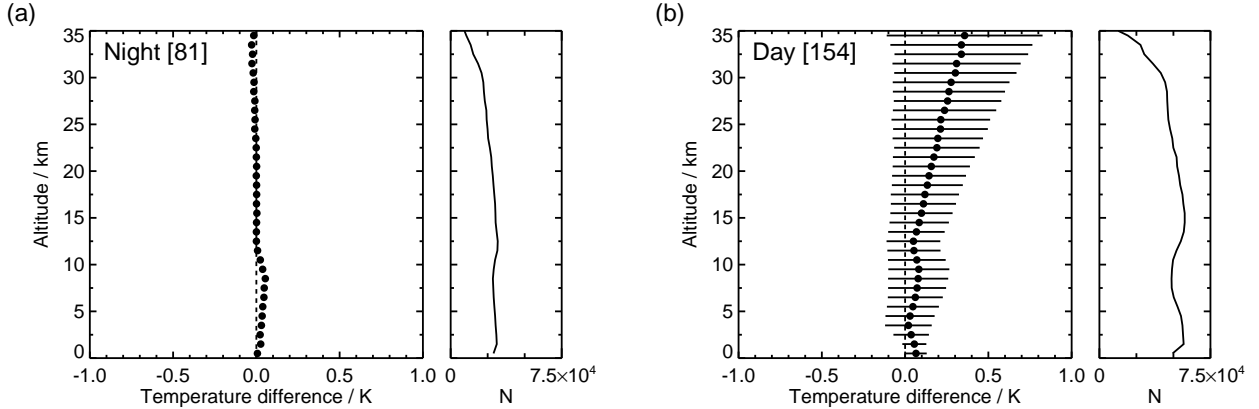 (a)
Night [81]
35
30
25
20
15
10
5
0
Altitude / km
-1.0 -0.5 0.0 0.5 1.0
Temperature difference / K
0 7.5×10⁴
N
(b)
Day [154]
35
30
25
20
15
10
5
0
Altitude / km
-1.0 -0.5 0.0 0.5 1.0
Temperature difference / K
0 7.5×10⁴
N